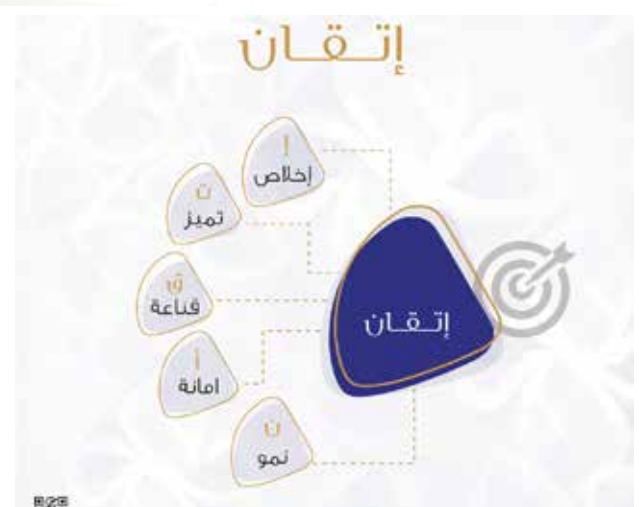 إتـقـان
أ
إخلاص
ت
تميز
ق
قناعة
أ
امانة
ن
نمو
إتـقـان